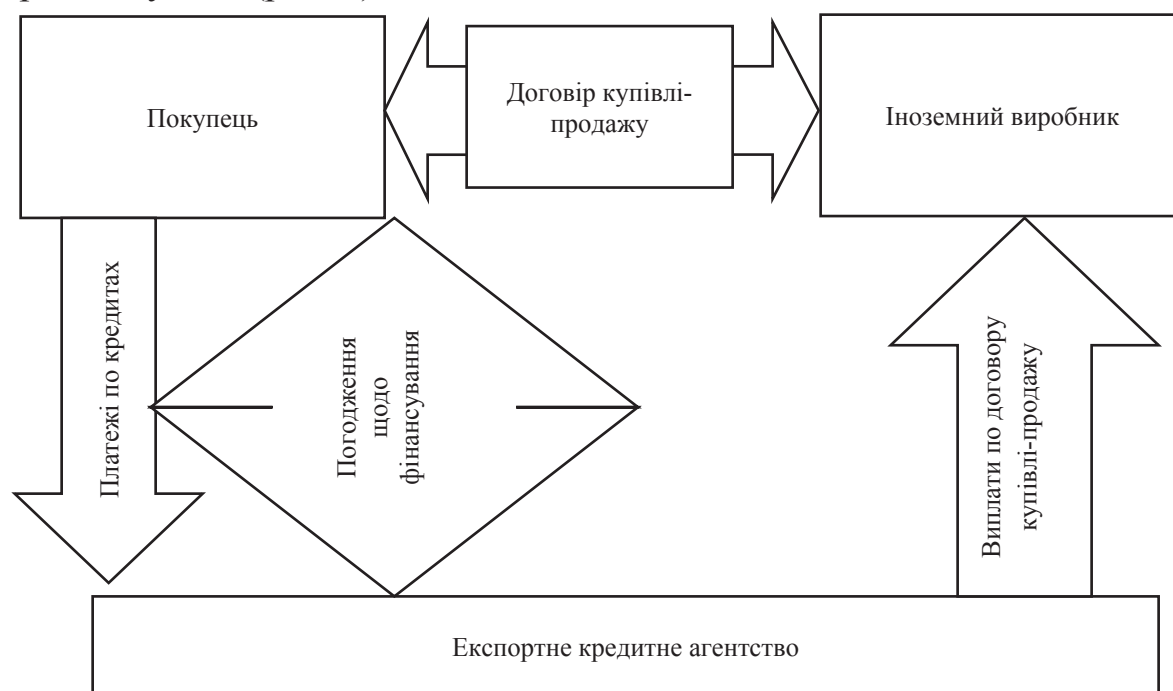 Покупець
Договір купівлі-
продажу
Іноземний виробник
Платежі по кредитах
Погодження
щодо
фінансування
Виплати по договору
купівлі-продажу
Експортне кредитне агентство